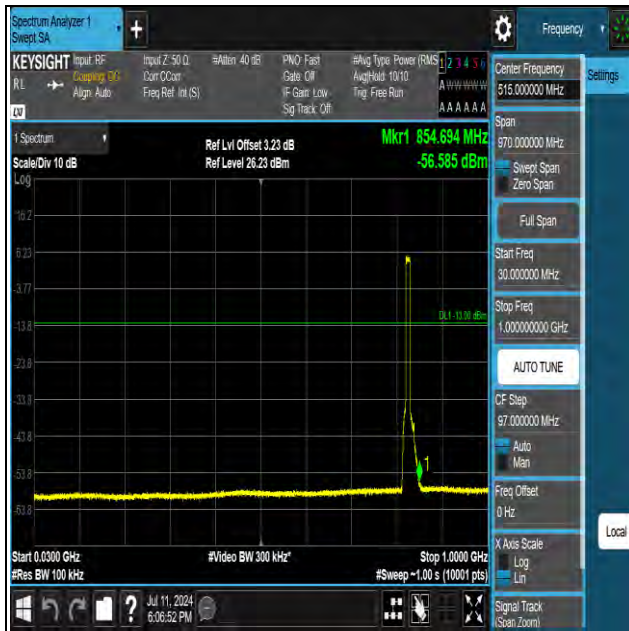 Spectrum Analyzer 1
Swept SA
+
Frequency
KEYSIGHT
RL
Input: RF
Coupling: DC
Align: Auto
Input Z: 50 Ω
Corr CCorr
Freq Ref: Int (S)
#Atten: 40 dB
PNO: Fast
Gate: Off
IF Gain: Low
Sig Track: Off
#Avg Type: Power (RMS
Avg|Hold: 10/10
Trig: Free Run
1 2 3 4 5 6
A W W W W W
A A A A A A
1 Spectrum
Scale/Div 10 dB
Log
Ref Lvl Offset 3.23 dB
Ref Level 26.23 dBm
Mkr1 854.694 MHz
-56.585 dBm
16.2
6.23
-3.77
-13.8
-23.8
-33.8
-43.8
-53.8
-63.8
DL1 -13.00 dBm
1
Start 0.0300 GHz
#Res BW 100 kHz
#Video BW 300 kHz*
Stop 1.0000 GHz
#Sweep ~1.00 s (10001 pts)
?
Jul 11, 2024
6:06:52 PM
Center Frequency
515.000000 MHz
Span
970.000000 MHz
Swept Span
Zero Span
Full Span
Start Freq
30.000000 MHz
Stop Freq
1.00000000 GHz
AUTO TUNE
CF Step
97.000000 MHz
Auto
Man
Freq Offset
0 Hz
X Axis Scale
Log
Lin
Signal Track
(Span Zoom)
Settings
Local